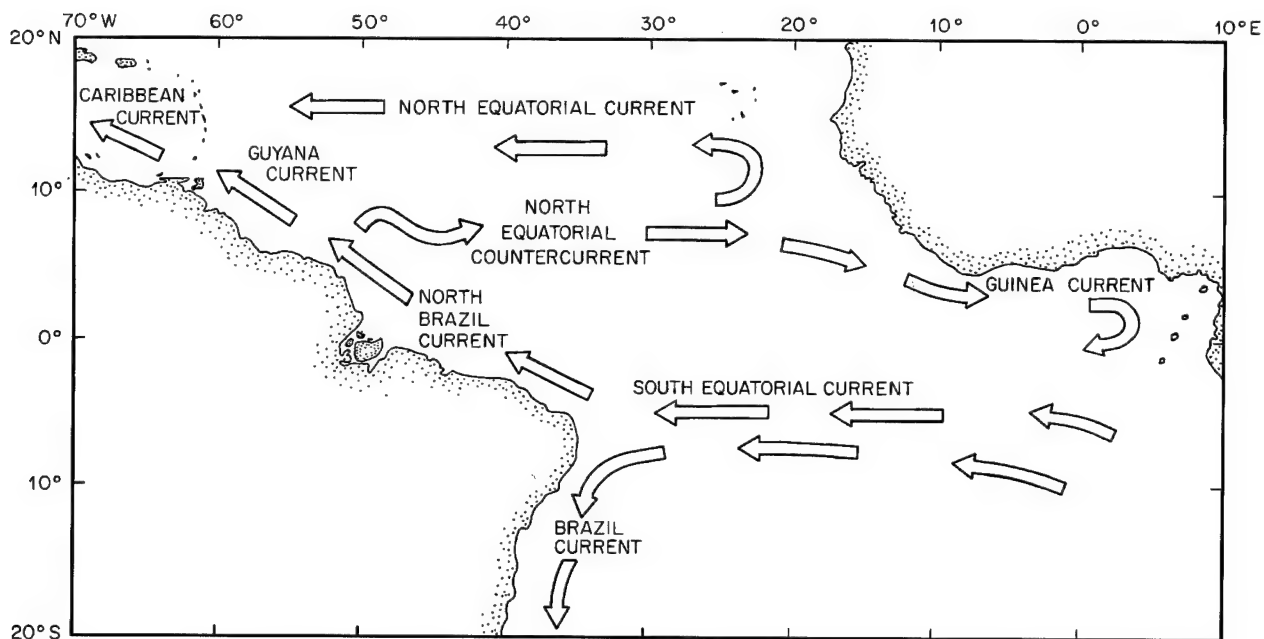 70°W 60° 50° 40° 30° 20° 10° 0° 10°E
20°N
CARIBBEAN
CURRENT
NORTH EQUATORIAL CURRENT
GUYANA
CURRENT
10°
NORTH
EQUATORIAL
COUNTERCURRENT
GUINEA CURRENT
NORTH
BRAZIL
CURRENT
0°
SOUTH EQUATORIAL CURRENT
10°
BRAZIL
CURRENT
20°S